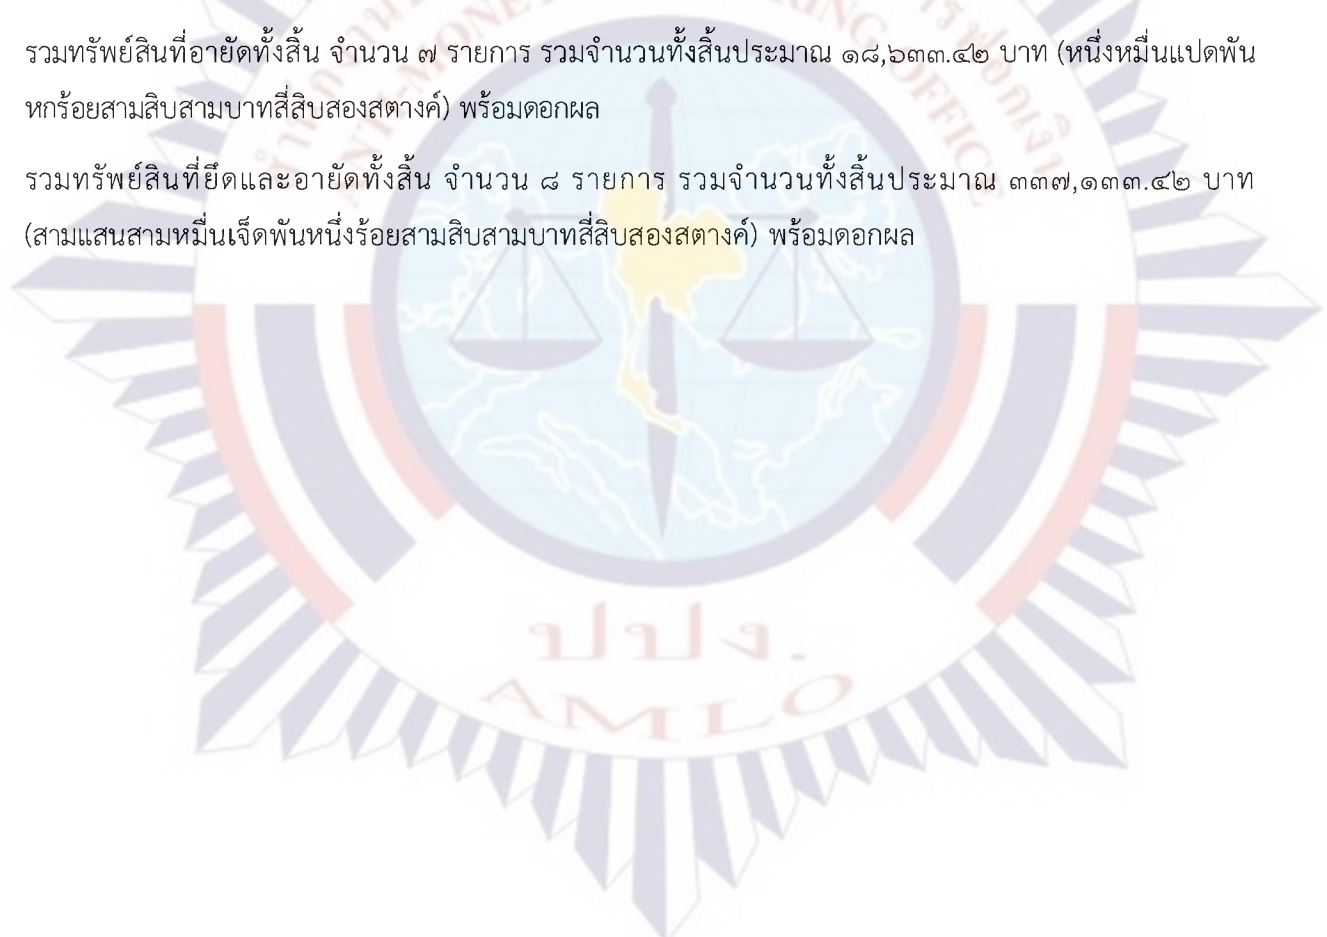 รวมทรัพย์สินที่อายัดทั้งสิ้น จำนวน ๗ รายการ รวมจำนวนทั้งสิ้นประมาณ ๑๘,๖๓๓.๔๒ บาท (หนึ่งหมื่นแปดพัน
หกร้อยสามสิบสามบาทสี่สิบสองสตางค์) พร้อมดอกผล
รวมทรัพย์สินที่ยึดและอายัดทั้งสิ้น จำนวน ๘ รายการ รวมจำนวนทั้งสิ้นประมาณ ๓๓๗,๑๓๓.๔๒ บาท
(สามแสนสามหมื่นเจ็ดพันหนึ่งร้อยสามสิบสามบาทสี่สิบสองสตางค์) พร้อมดอกผล
ปปง.
AMLO